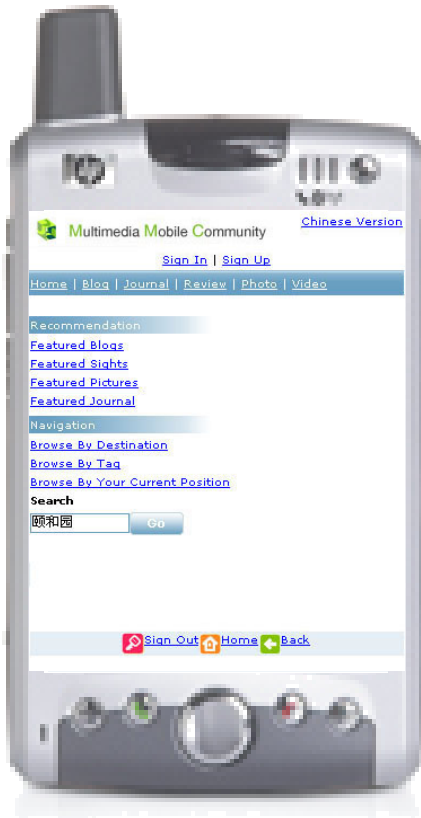 hp
Chinese Version
Multimedia Mobile Community
Sign In | Sign Up
Home | Blog | Journal | Review | Photo | Video
Recommendation
Featured Blogs
Featured Sights
Featured Pictures
Featured Journal
Navigation
Browse By Destination
Browse By Tag
Browse By Your Current Position
Search
颐和园 Go
Sign Out Home Back